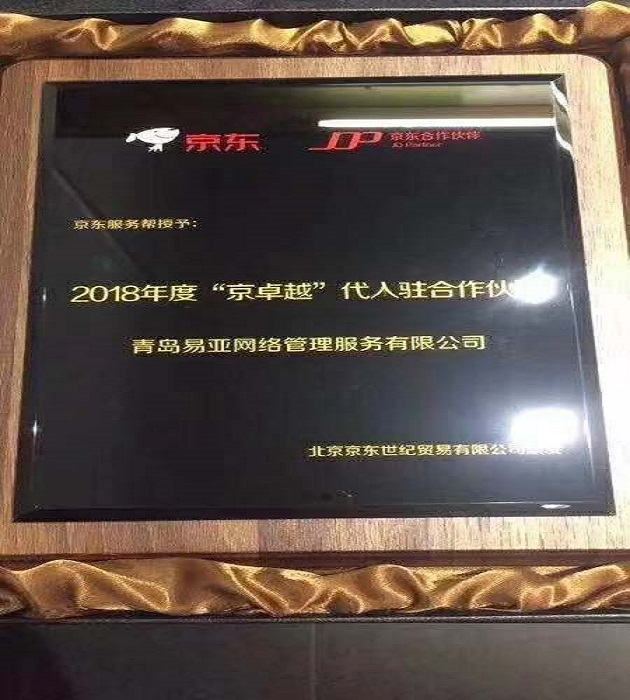 京东
JDP 京东合作伙伴
JD Partner
京东服务帮授予:
2018年度“京卓越”代入驻合作伙
青岛易亚网络管理服务有限公司
北京京东世纪贸易有限公司